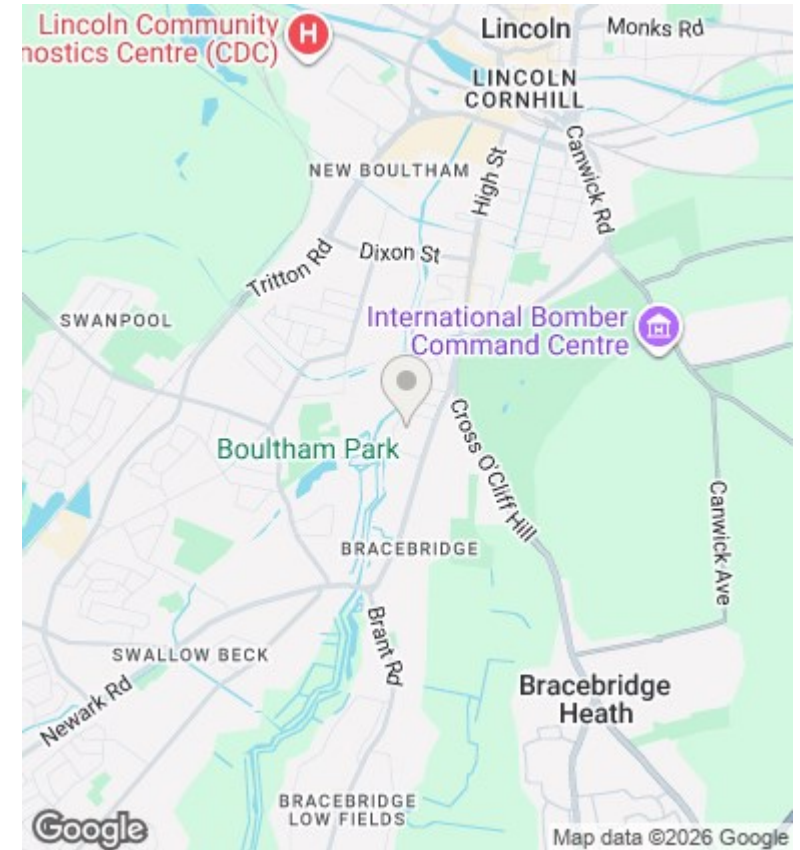 Lincoln Community
nostics Centre (CDC)
H
Lincoln
Monks Rd
LINCOLN
CORNHILL
NEW BOULTHAM
High St
Canwick Rd
Dixon St
Tritton Rd
SWANPOOL
International Bomber
Command Centre
Boultham Park
Cross O'Cliff Hill
Canwick Ave
BRACEBRIDGE
SWALLOW BECK
Brant Rd
Newark Rd
Bracebridge
Heath
BRACEBRIDGE
LOW FIELDS
Google
Map data ©2026 Google